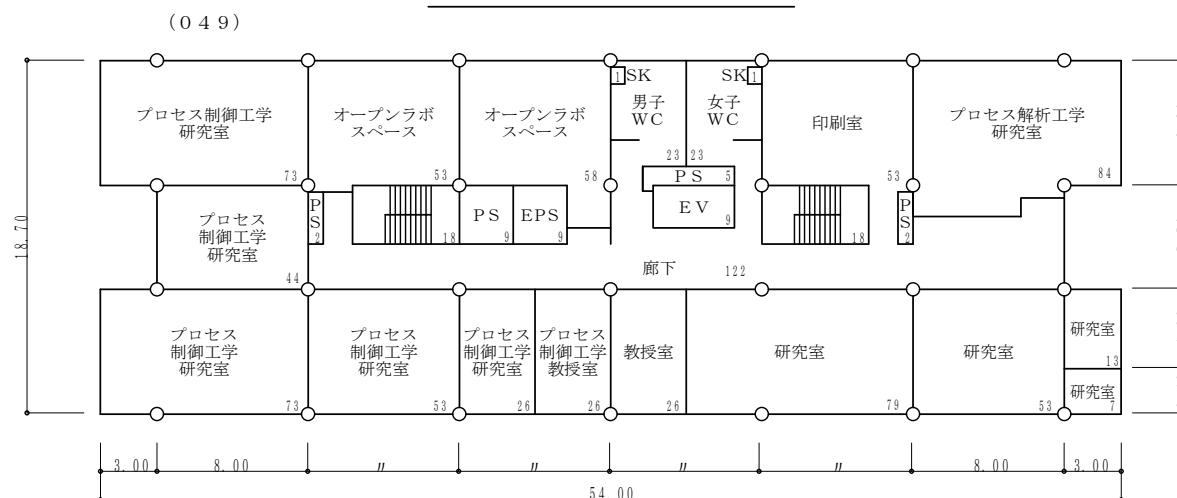 (049)
プロセス制御工学
研究室
73
オープンラボ
スペース
53
オープンラボ
スペース
58
1
SK
男子
WC
23
SK
1
女子
WC
23
印刷室
53
プロセス解析工学
研究室
84
PS
5
EV
9
PS
2
18
PS
9
EPS
9
18
PS
2
プロセス
制御工学
研究室
44
廊下
122
プロセス
制御工学
研究室
73
プロセス
制御工学
研究室
53
プロセス
制御工学
研究室
26
プロセス
制御工学
教授室
26
教授室
26
研究室
79
研究室
53
研究室
13
研究室
7
18.70
3.00
8.00
〃
〃
〃
〃
8.00
3.00
54.00